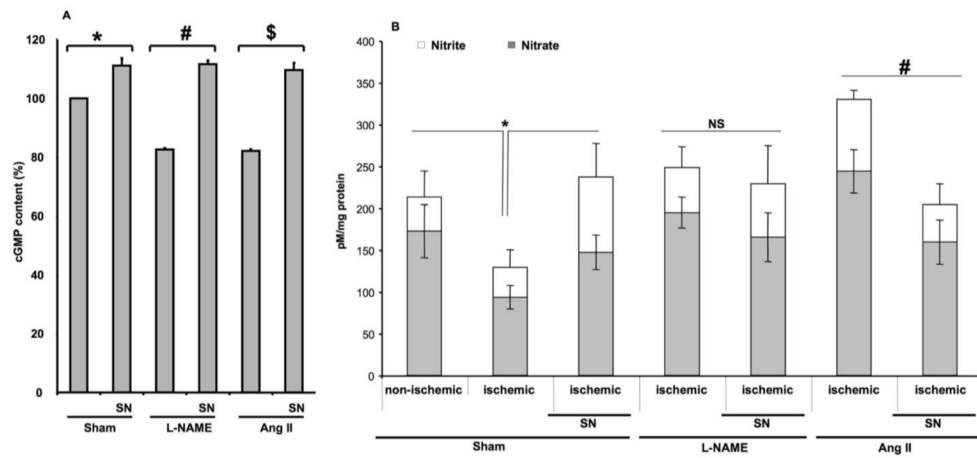 A
* # $
120
100
80
60
40
20
0
cGMP content (%)
SN SN SN
Sham L-NAME Ang II
B
Nitrite Nitrate
400
350
300
250
200
150
100
50
0
pM/mg protein
* NS #
non-ischemic ischemic ischemic ischemic ischemic ischemic ischemic
SN SN SN
Sham L-NAME Ang II